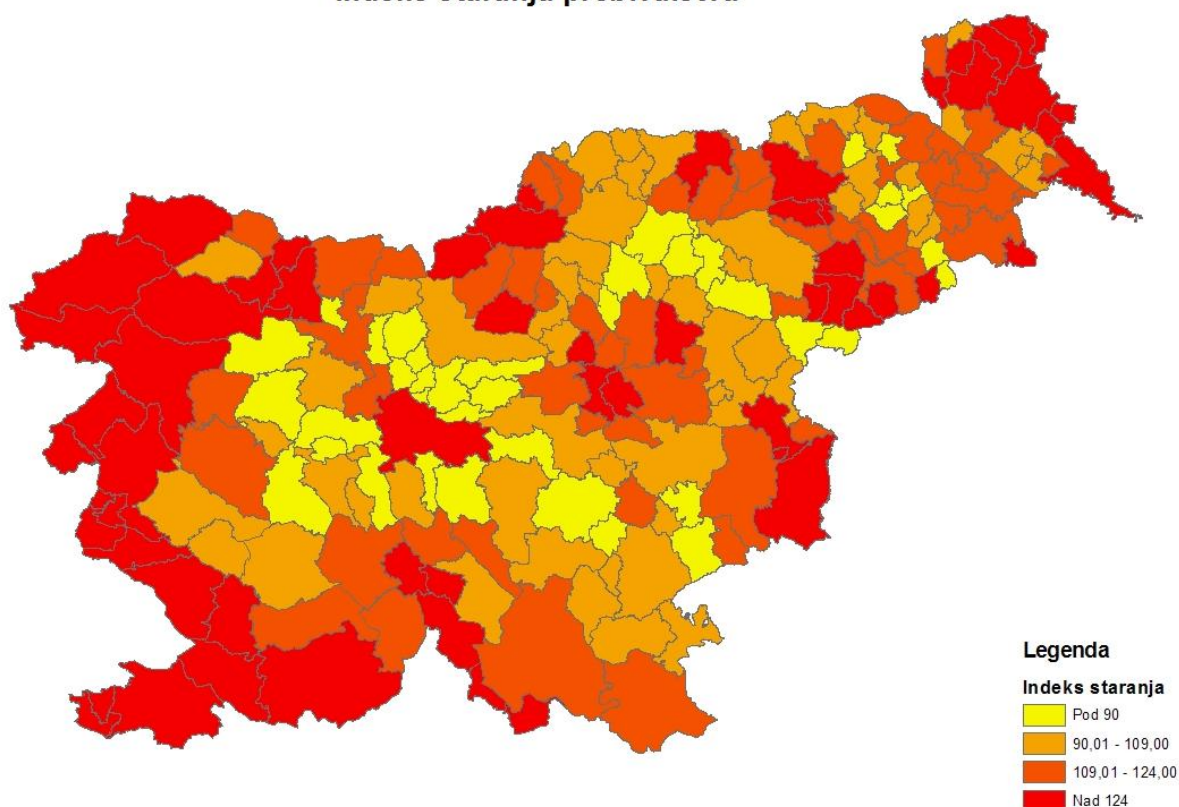 Legenda
Indeks staranja
Pod 90
90,01 - 109,00
109,01 - 124,00
Nad 124